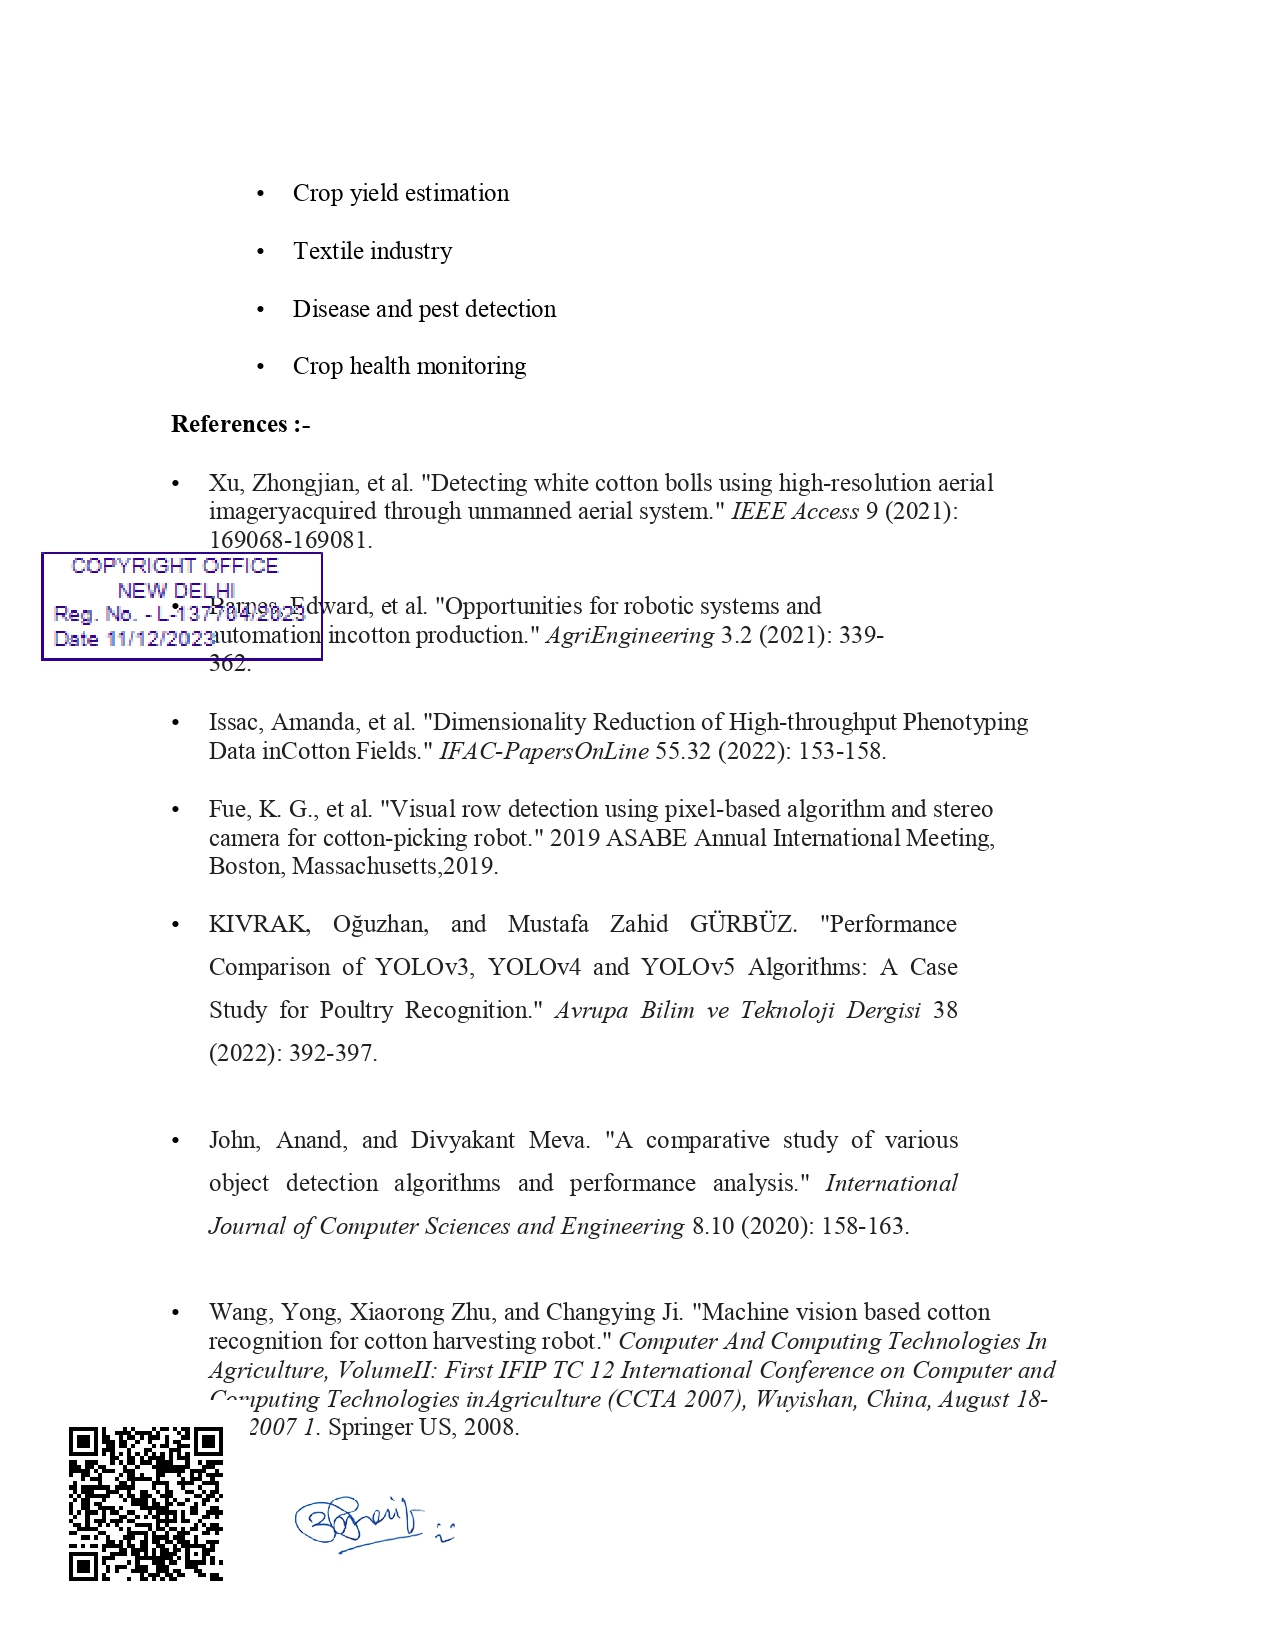 • Crop yield estimation
• Textile industry
• Disease and pest detection
• Crop health monitoring
References :-
• Xu, Zhongjian, et al. "Detecting white cotton bolls using high-resolution aerial
imageryacquired through unmanned aerial system." IEEE Access 9 (2021):
169068-169081.
COPYRIGHT OFFICE
NEW DELHI
Reg. No. - L-137704/2023
Date 11/12/2023
• Barnes, Edward, et al. "Opportunities for robotic systems and
automation incotton production." AgriEngineering 3.2 (2021): 339-
362.
• Issac, Amanda, et al. "Dimensionality Reduction of High-throughput Phenotyping
Data inCotton Fields." IFAC-PapersOnLine 55.32 (2022): 153-158.
• Fue, K. G., et al. "Visual row detection using pixel-based algorithm and stereo
camera for cotton-picking robot." 2019 ASABE Annual International Meeting,
Boston, Massachusetts,2019.
• KIVRAK, Oğuzhan, and Mustafa Zahid GÜRBÜZ. "Performance
Comparison of YOLOv3, YOLOv4 and YOLOv5 Algorithms: A Case
Study for Poultry Recognition." Avrupa Bilim ve Teknoloji Dergisi 38
(2022): 392-397.
• John, Anand, and Divyakant Meva. "A comparative study of various
object detection algorithms and performance analysis." International
Journal of Computer Sciences and Engineering 8.10 (2020): 158-163.
• Wang, Yong, Xiaorong Zhu, and Changying Ji. "Machine vision based cotton
recognition for cotton harvesting robot." Computer And Computing Technologies In
Agriculture, VolumeII: First IFIP TC 12 International Conference on Computer and
Computing Technologies inAgriculture (CCTA 2007), Wuyishan, China, August 18-
2007 1. Springer US, 2008.